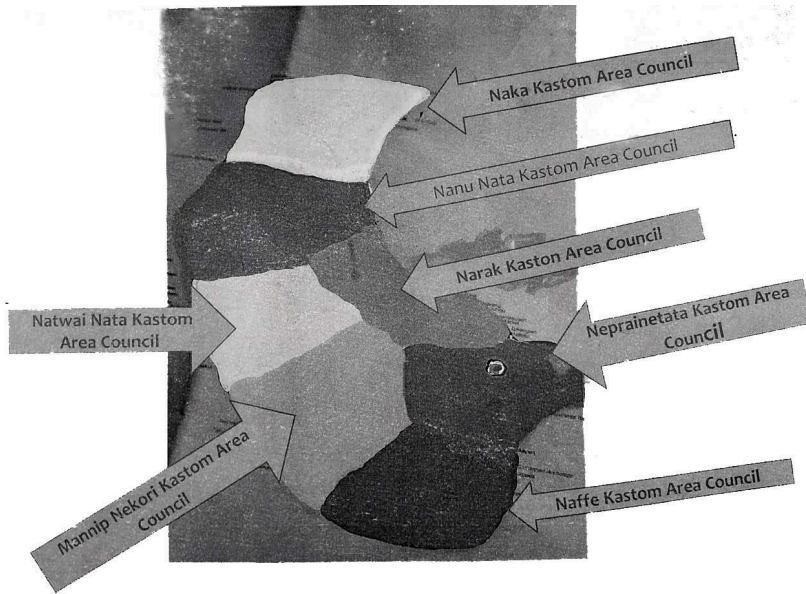 Naka Kastom Area Council
Nanu Nata Kastom Area Council
Narak Kaston Area Council
Natwai Nata Kastom
Area Council
Neprainetata Kastom Area
Council
Mannip Nekori Kastom Area
Council
Naffe Kastom Area Council